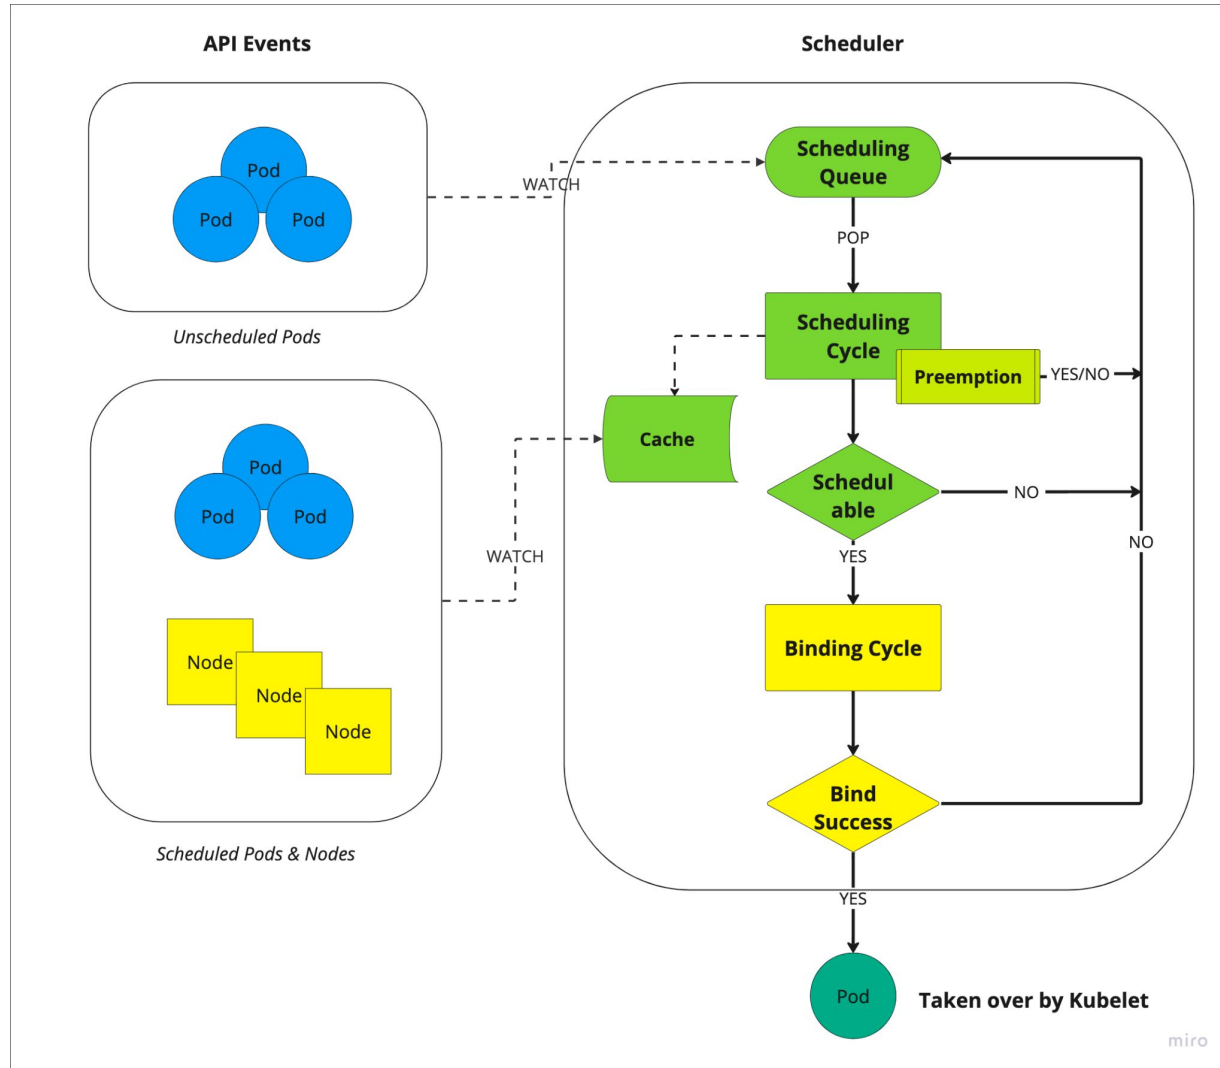 API Events
Scheduler
Pod
Pod
Pod
Unscheduled Pods
WATCH
Scheduling
Queue
POP
Scheduling
Cycle
Preemption
YES/NO
Cache
Schedul
able
NO
YES
NO
Pod
Pod
Pod
WATCH
Node
Node
Node
Scheduled Pods & Nodes
Binding Cycle
Bind
Success
YES
Pod
Taken over by Kubelet
miro